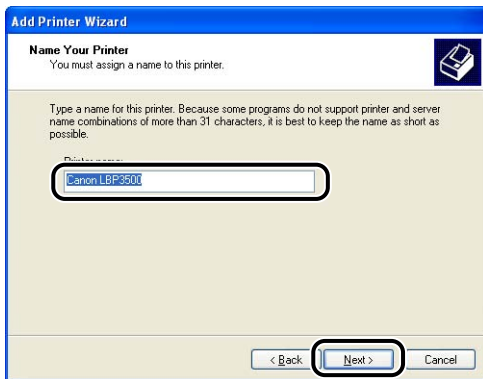 Add Printer Wizard
Name Your Printer
You must assign a name to this printer.
Type a name for this printer. Because some programs do not support printer and server
name combinations of more than 31 characters, it is best to keep the name as short as
possible.
Printer name:
Canon LBP3500
< Back
Next >
Cancel